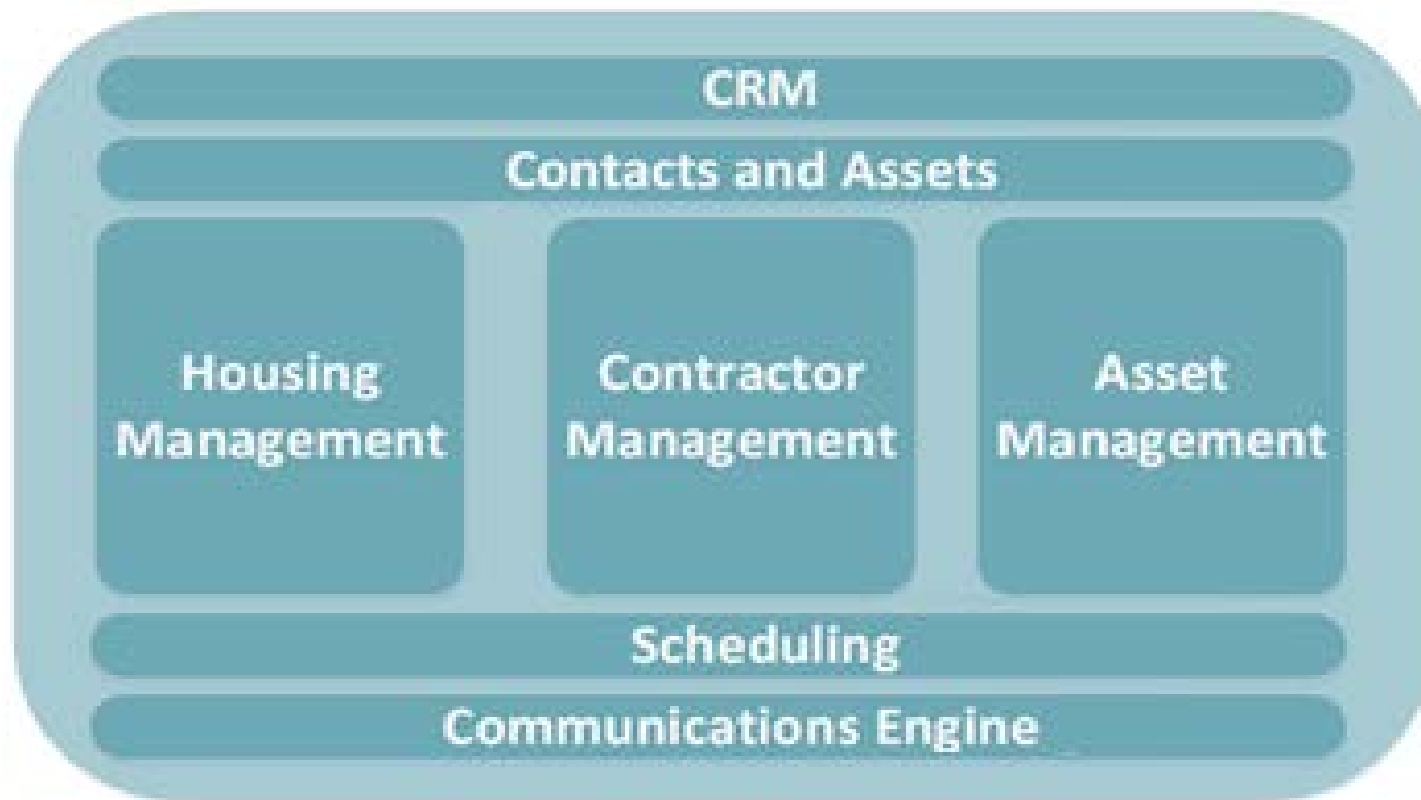 CRM
Contacts and Assets
Housing
Management
Contractor
Management
Asset
Management
Scheduling
Communications Engine